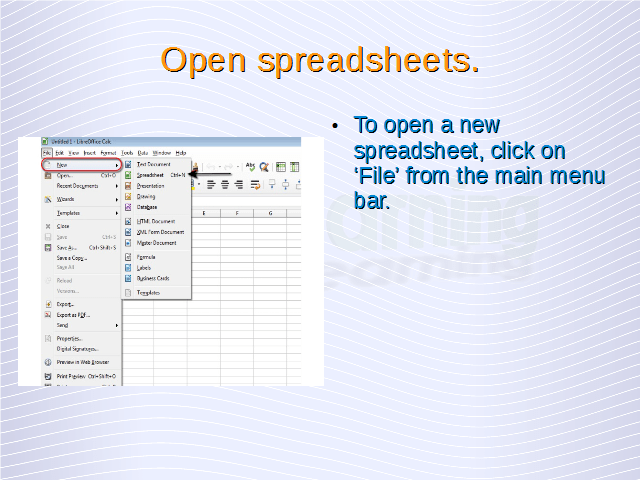 Open spreadsheets.
• To open a new
spreadsheet, click on
‘File’ from the main menu
bar.
Untitled 1 - LibreOffice Calc
File Edit View Insert Format Tools Data Window Help
New
Open... Ctrl+O
Recent Documents
Wizards
Templates
Close
Save Ctrl+S
Save As... Ctrl+Shift+S
Save a Copy...
Save All
Reload
Versions...
Export...
Export as PDF...
Send
Properties...
Digital Signatures...
Preview in Web Browser
Print Preview Ctrl+Shift+O
Text Document
Spreadsheet Ctrl+N
Presentation
Drawing
Database
HTML Document
XML Form Document
Master Document
Formula
Labels
Business Cards
Templates
E F G